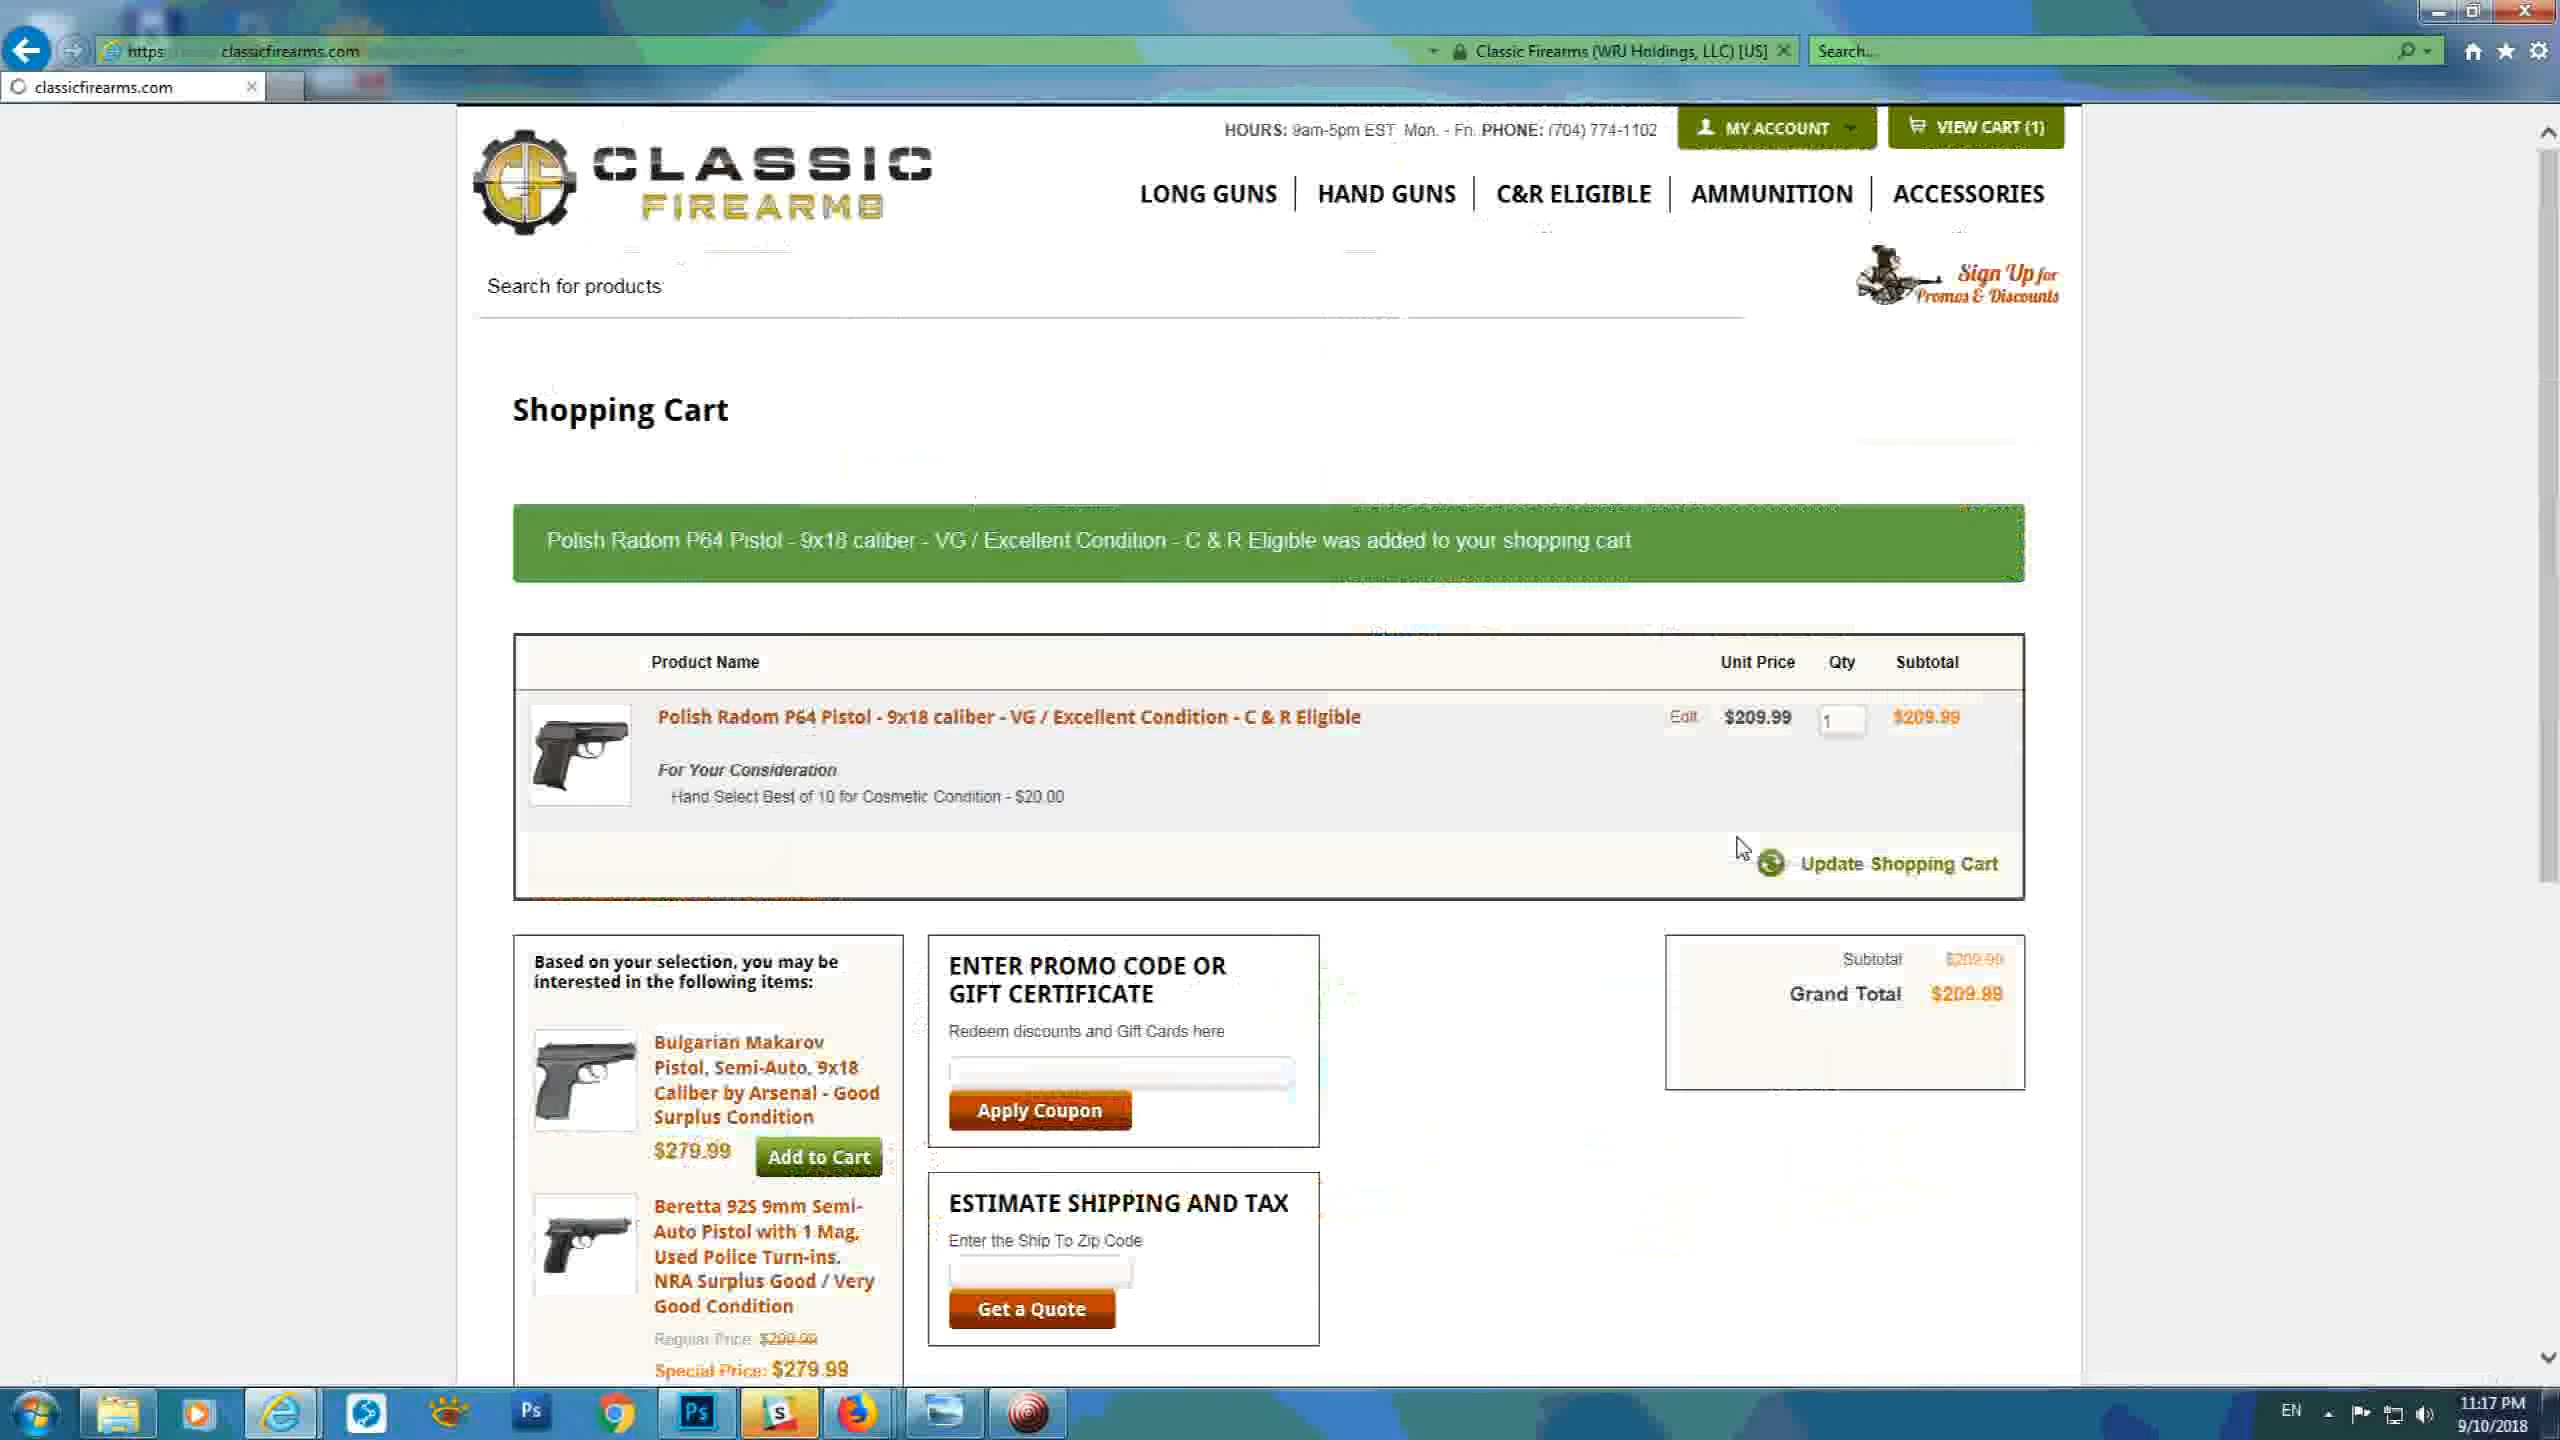 https classicfirearms.com
Classic Firearms (WRJ Holdings, LLC) [US]
Search...
classicfirearms.com
HOURS: 9am-5pm EST Mon. - Fri. PHONE: (704) 774-1102
MY ACCOUNT
VIEW CART (1)
CF
CLASSIC
FIREARMS
LONG GUNS
HAND GUNS
C&R ELIGIBLE
AMMUNITION
ACCESSORIES
Sign Up for
Promos & Discounts
Search for products
Shopping Cart
Polish Radom P64 Pistol - 9x18 caliber - VG / Excellent Condition - C & R Eligible was added to your shopping cart
Product Name Unit Price Qty Subtotal
Polish Radom P64 Pistol - 9x18 caliber - VG / Excellent Condition - C & R Eligible Edit $209.99 1 $209.99
For Your Consideration
Hand Select Best of 10 for Cosmetic Condition - $20.00
Update Shopping Cart
Based on your selection, you may be
interested in the following items:
Bulgarian Makarov
Pistol, Semi-Auto, 9x18
Caliber by Arsenal - Good
Surplus Condition
$279.99
Add to Cart
Beretta 92S 9mm Semi-
Auto Pistol with 1 Mag,
Used Police Turn-ins,
NRA Surplus Good / Very
Good Condition
Regular Price: $299.99
Special Price: $279.99
ENTER PROMO CODE OR
GIFT CERTIFICATE
Redeem discounts and Gift Cards here
Apply Coupon
ESTIMATE SHIPPING AND TAX
Enter the Ship To Zip Code
Get a Quote
Subtotal $209.99
Grand Total $209.99
Ps
Ps
S
EN
11:17 PM
9/10/2018